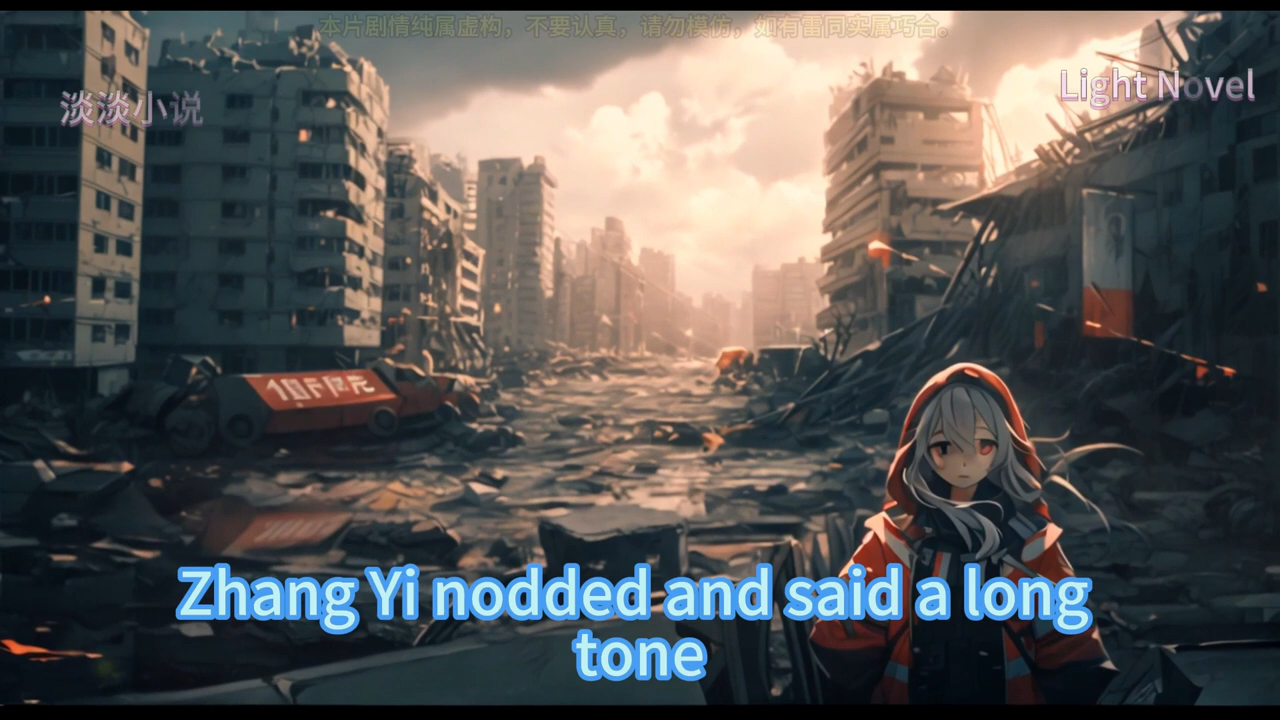 本片剧情纯属虚构，不要认真，请勿模仿，如有雷同实属巧合。
淡淡小说
Light Novel
Zhang Yi nodded and said a long
tone